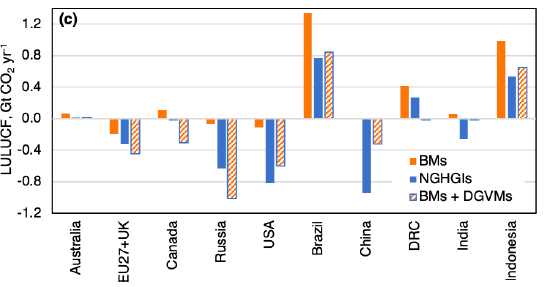 (c)
LULUCF, Gt CO₂ yr⁻¹
1.2
0.8
0.4
0.0
-0.4
-0.8
-1.2
BMs
NGHGIs
BMs + DGVMs
Australia
EU27+UK
Canada
Russia
USA
Brazil
China
DRC
India
Indonesia